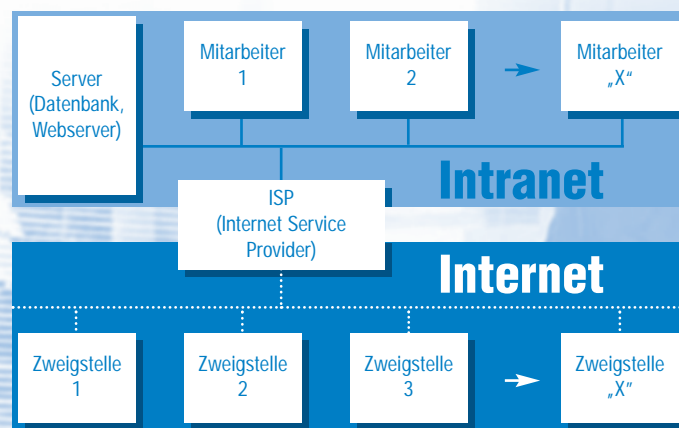 Server
(Datenbank,
Webserver)
Mitarbeiter
1
Mitarbeiter
2
Mitarbeiter
„X“
Intranet
ISP
(Internet Service
Provider)
Internet
Zweigstelle
1
Zweigstelle
2
Zweigstelle
3
Zweigstelle
„X”